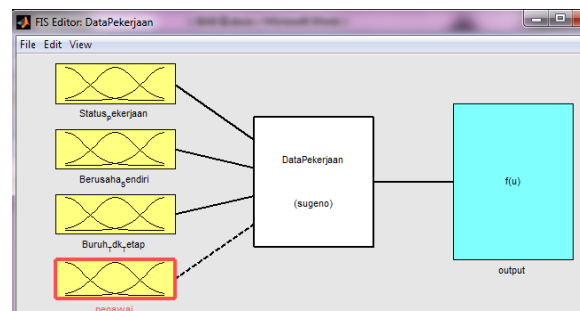 FIS Editor: DataPekerjaan
File Edit View
Status_pekerjaan
Berusaha_sendiri
Buruh_Tdk_Tetap
pegawai
DataPekerjaan
(sugeno)
f(u)
output